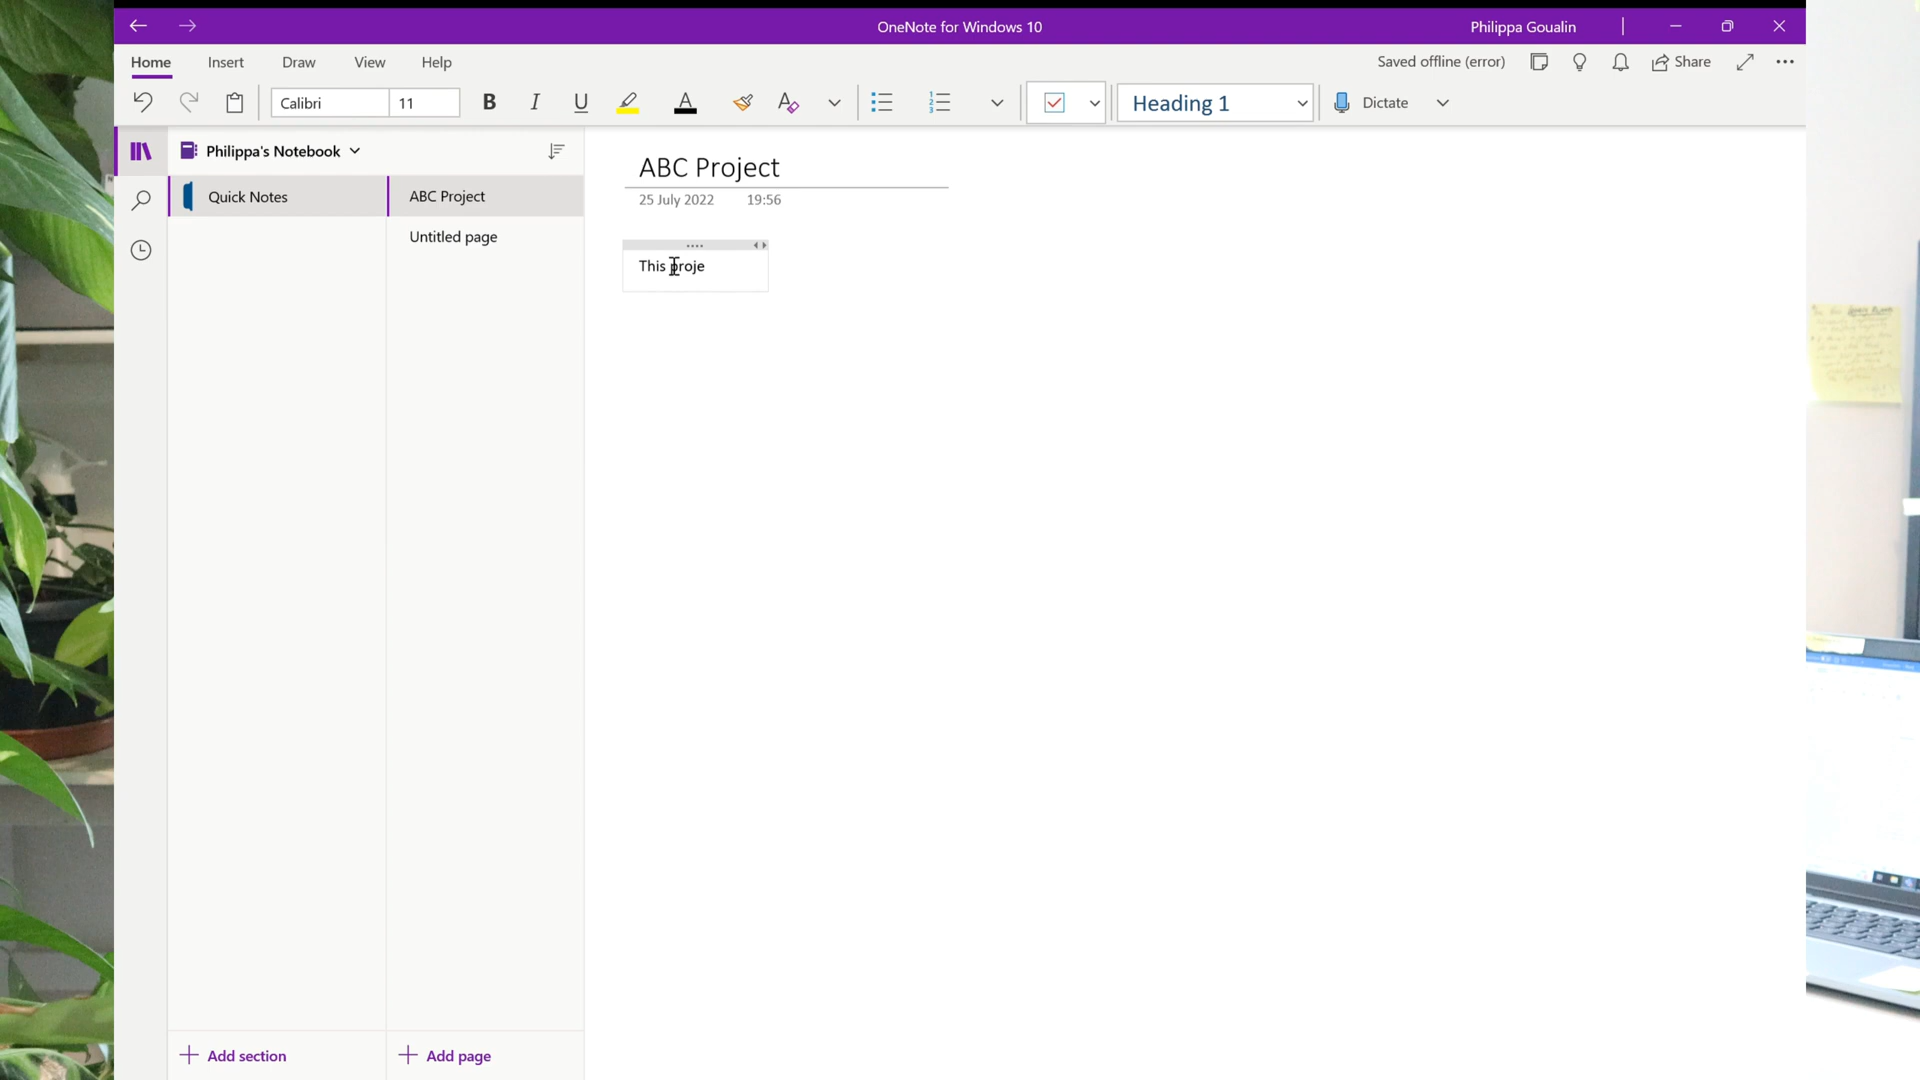 OneNote for Windows 10
Philippa Goualin
Home Insert Draw View Help
Saved offline (error)
Share
Calibri 11
B I U A A
Heading 1
Dictate
Philippa's Notebook
Quick Notes
ABC Project
Untitled page
ABC Project
25 July 2022 19:56
This proje
Add section
Add page